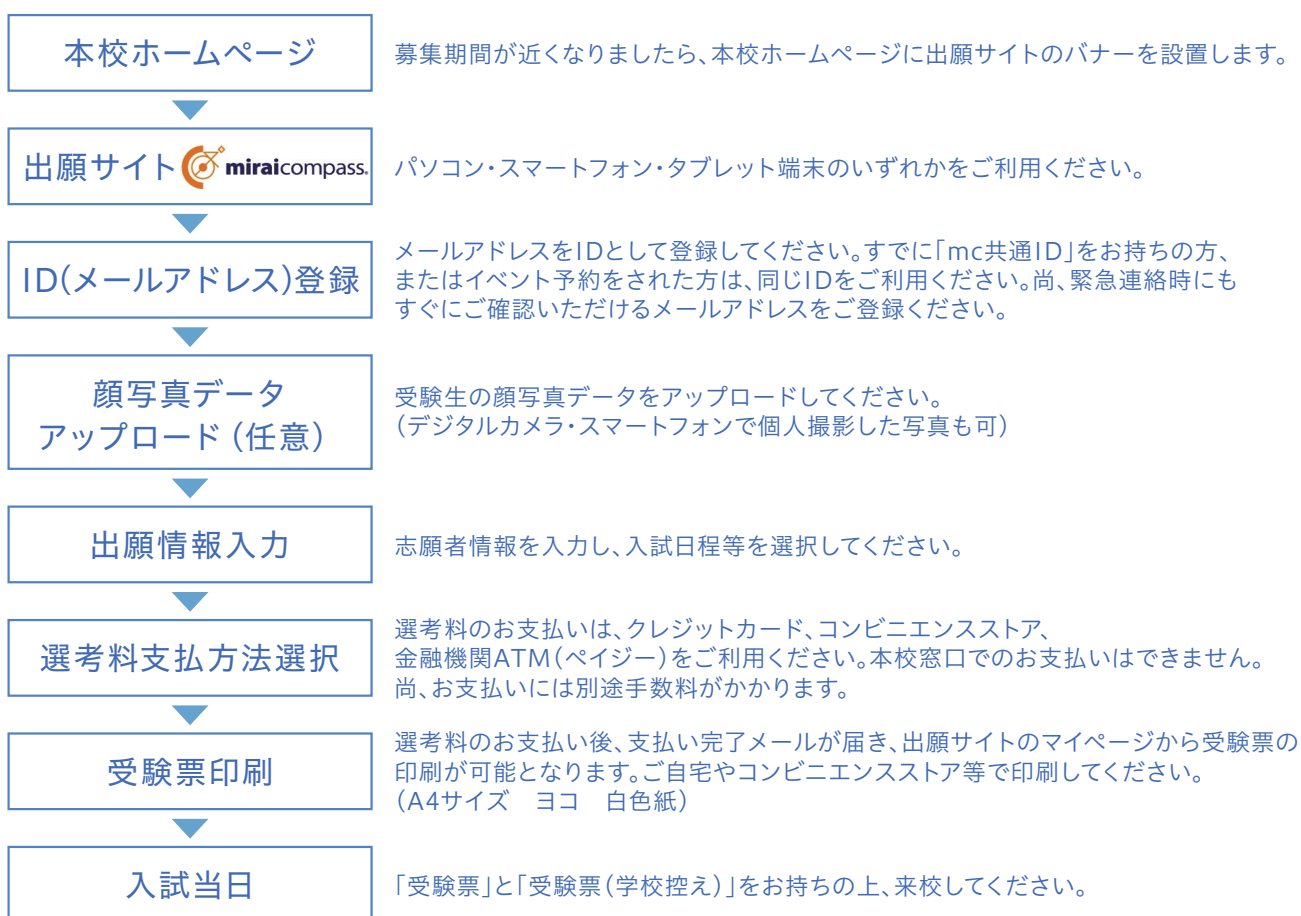 本校ホームページ
募集期間が近くなりましたら、本校ホームページに出願サイトのバナーを設置します。
出願サイト miraicompass.
パソコン・スマートフォン・タブレット端末のいずれかをご利用ください。
ID(メールアドレス)登録
メールアドレスをIDとして登録してください。すでに「mc共通ID」をお持ちの方、
またはイベント予約をされた方は、同じIDをご利用ください。尚、緊急連絡時にも
すぐにご確認いただけるメールアドレスをご登録ください。
顔写真データ
アップロード(任意)
受験生の顔写真データをアップロードしてください。
(デジタルカメラ・スマートフォンで個人撮影した写真も可)
出願情報入力
志願者情報を入力し、入試日程等を選択してください。
選考料支払方法選択
選考料のお支払いは、クレジットカード、コンビニエンスストア、
金融機関ATM(ペイジー)をご利用ください。本校窓口でのお支払いはできません。
尚、お支払いには別途手数料がかかります。
受験票印刷
選考料のお支払い後、支払い完了メールが届き、出願サイトのマイページから受験票の
印刷が可能となります。ご自宅やコンビニエンスストア等で印刷してください。
(A4サイズ ヨコ 白色紙)
入試当日
「受験票」と「受験票(学校控え)」をお持ちの上、来校してください。